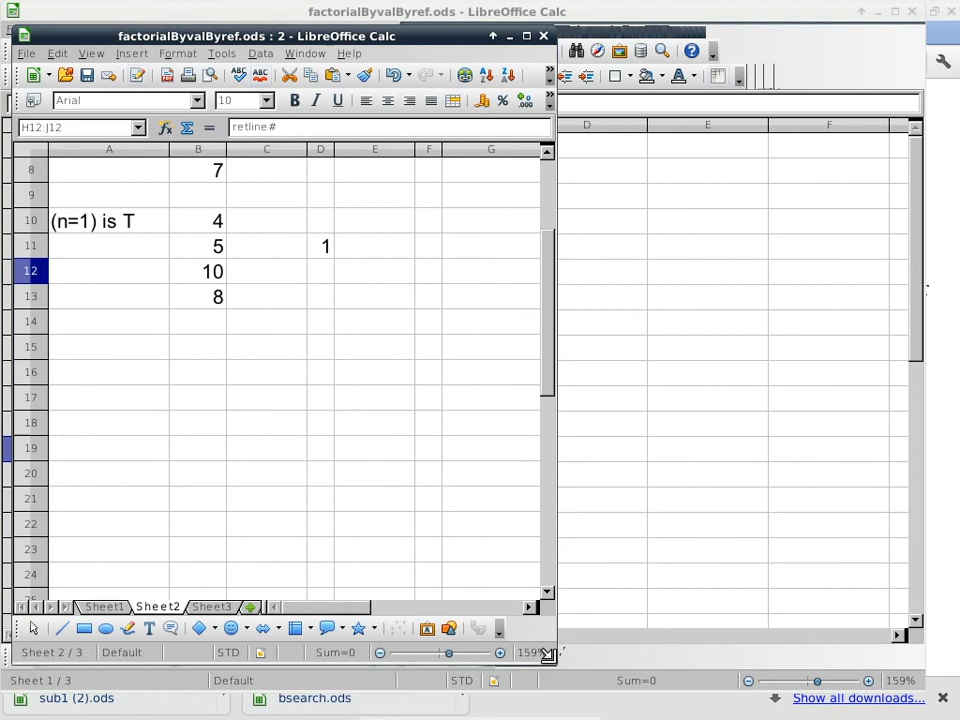 factorialByvalByref.ods - LibreOffice Calc
factorialByvalByref.ods : 2 - LibreOffice Calc
File Edit View Insert Format Tools Data Window Help
Arial 10
H12:J12 retline#
A B C D E F G
D E F
8 7
9
10 (n=1) is T 4
11 5 1
12 10
13 8
14
15
16
17
18
19
20
21
22
23
24
Sheet1 Sheet2 Sheet3
Sheet 2 / 3 Default STD Sum=0 159%
Sheet 1 / 3 Default STD Sum=0 159%
sub1 (2).ods bsearch.ods Show all downloads...